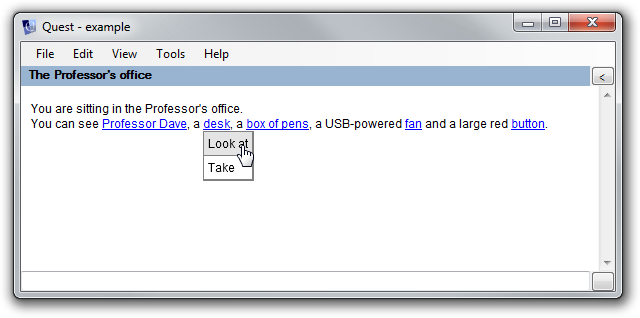 Quest - example
File Edit View Tools Help
The Professor's office
<
You are sitting in the Professor's office.
You can see Professor Dave, a desk, a box of pens, a USB-powered fan and a large red button.
Look at
Take